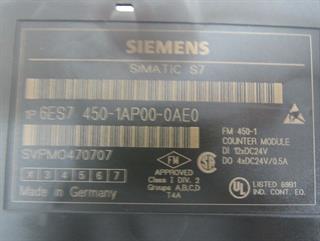 SIEMENS
SIMATIC S7
1P 6ES7 450-1AP00-0AE0
FM 450-1
COUNTER MODULE
DI 12xDC24V
DO 4xDC24V/0.5A
SVPMO470707
X 3 4 5 6 7
Made in Germany
FM
APPROVED
Class I DIV. 2
Groups A,B,C,D
T4A
UL
LISTED 69B1
IND. CONT. EQ.